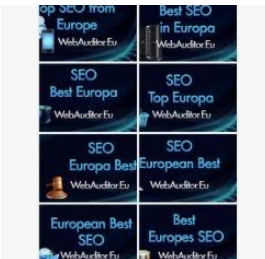 op SEO from
Europe
WebAuditor.Eu
Best SEO
in Europa
WebAuditor.Eu
SEO
Best Europa
WebAuditor.Eu
SEO
Top Europa
WebAuditor.Eu
SEO
Europa Best
WebAuditor.Eu
SEO
European Best
WebAuditor.Eu
European Best
SEO
WebAuditor.Eu
Best
Europes SEO
WebAuditor.Eu